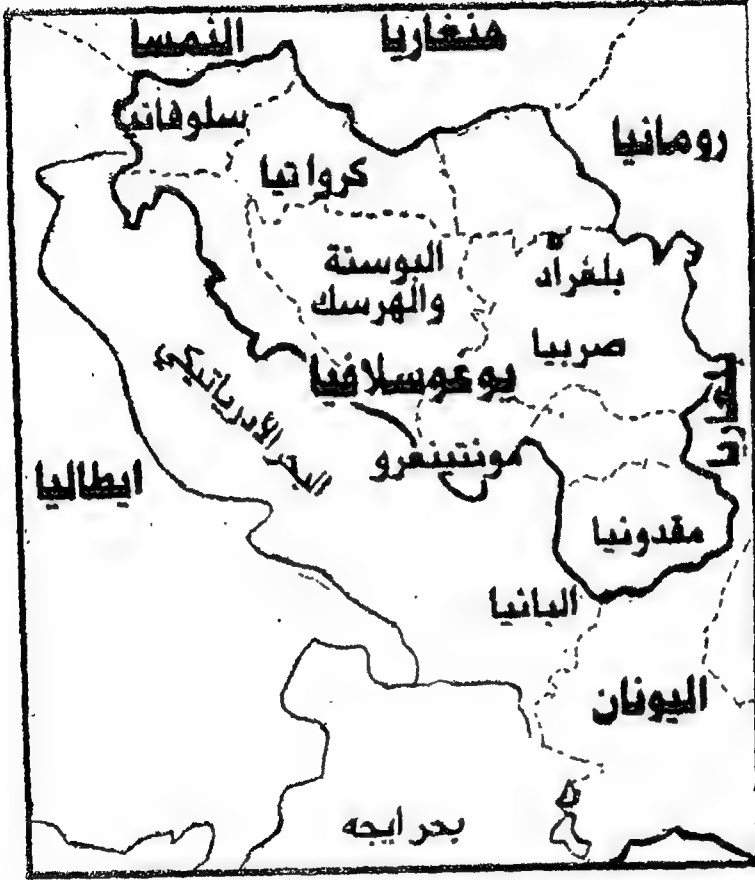 النمسا
هنغاريا
رومانيا
سلوفانيا
كرواتيا
البوسنة
والهرسك
بلغراد
صربيا
يوغوسلافيا
بلغاريا
البحر الأدرياتيكي
مونتينغرو
ايطاليا
مقدونيا
البانيا
اليونان
بحر ايجه